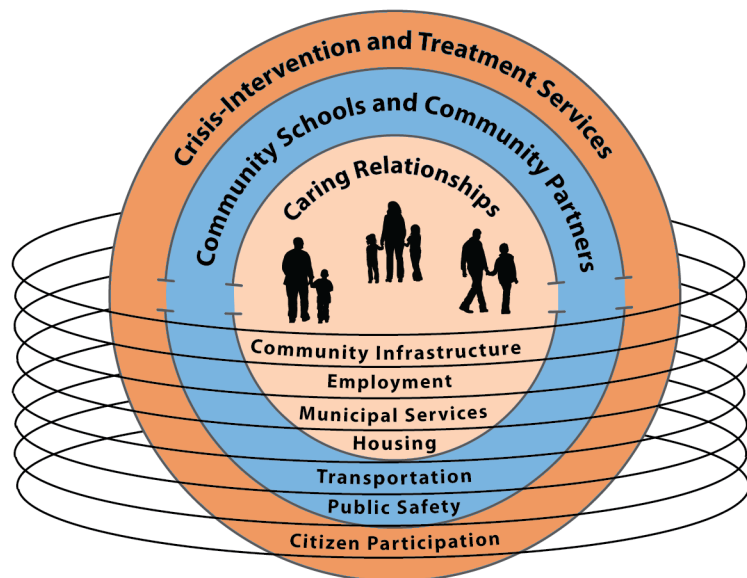 Crisis-Intervention and Treatment Services
Community Schools and Community Partners
Caring Relationships
Community Infrastructure
Employment
Municipal Services
Housing
Transportation
Public Safety
Citizen Participation